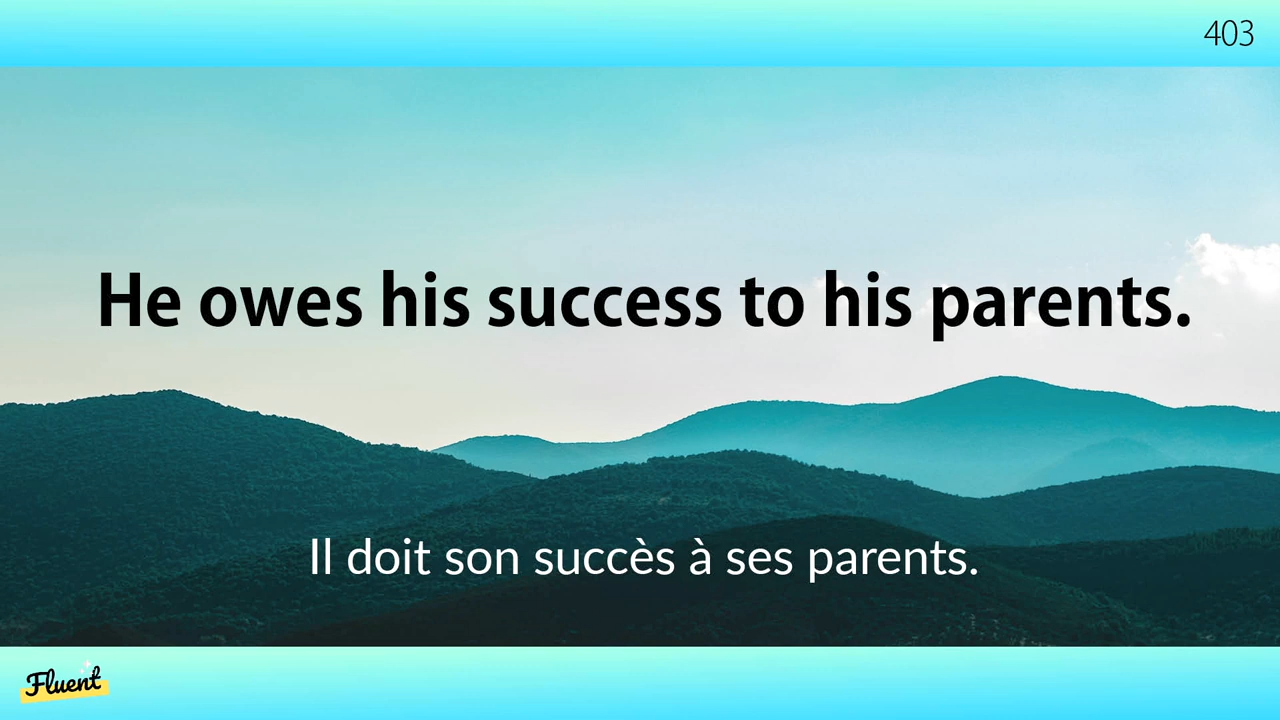 403
He owes his success to his parents.
Il doit son succès à ses parents.
Fluent